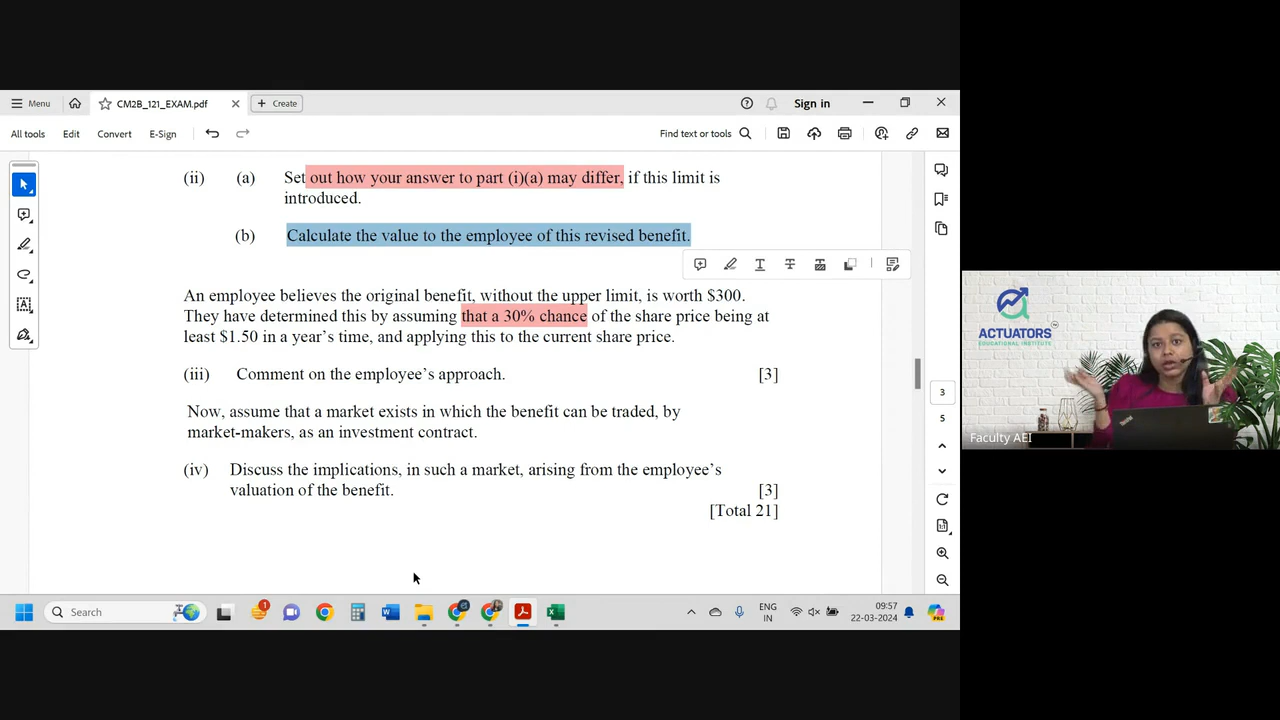 Menu
CM2B_121_EXAM.pdf
Create
Sign in
All tools
Edit
Convert
E-Sign
Find text or tools
(ii) (a) Set out how your answer to part (i)(a) may differ, if this limit is
introduced.
(b) Calculate the value to the employee of this revised benefit.
An employee believes the original benefit, without the upper limit, is worth $300.
They have determined this by assuming that a 30% chance of the share price being at
least $1.50 in a year's time, and applying this to the current share price.
(iii) Comment on the employee's approach. [3]
Now, assume that a market exists in which the benefit can be traded, by
market-makers, as an investment contract.
(iv) Discuss the implications, in such a market, arising from the employee's
valuation of the benefit. [3]
[Total 21]
3
5
ACTUATORS
EDUCATIONAL INSTITUTE
ThinkPad
Faculty AEI
Search
1
ENG
IN
09:57
22-03-2024